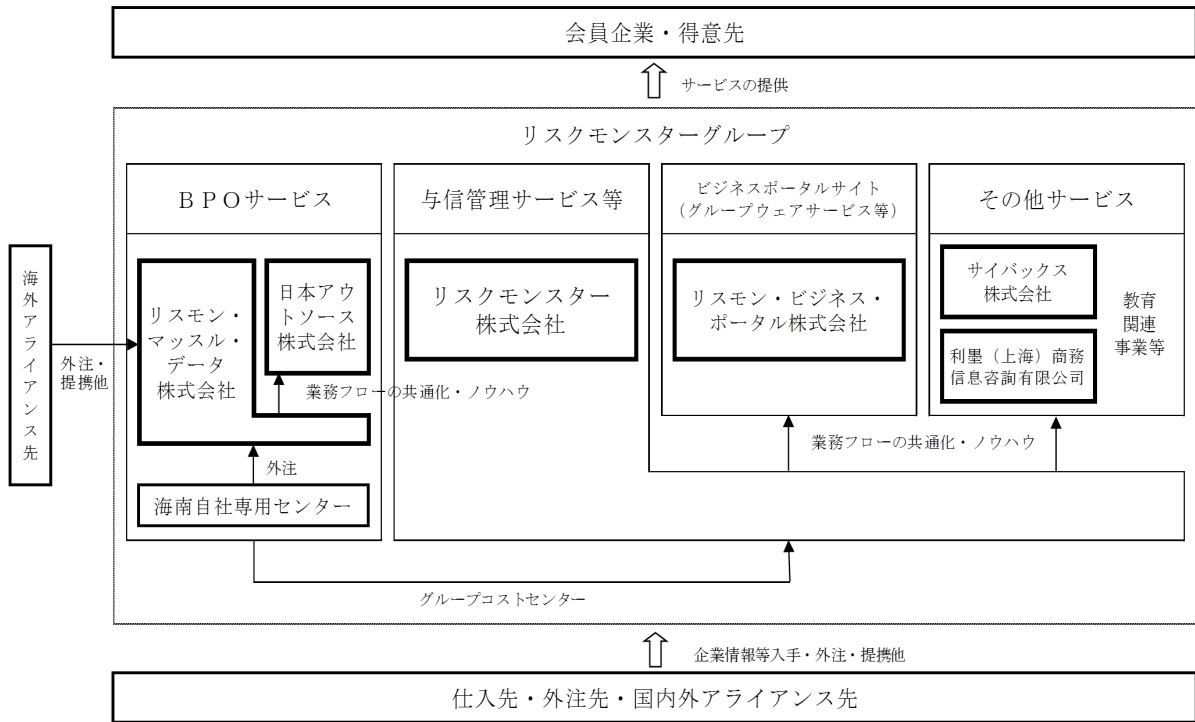 会員企業・得意先
サービスの提供
リスクモンスターグループ
ＢＰＯサービス
与信管理サービス等
ビジネスポータルサイト
（グループウェアサービス等）
その他サービス
海外アライアンス先
外注・
提携他
リスモン・
マッスル・
データ
株式会社
日本アウ
トソース
株式会社
リスクモンスター
株式会社
リスモン・ビジネス・
ポータル株式会社
サイバックス
株式会社
利墨（上海）商務
信息咨詢有限公司
教育
関連
事業等
業務フローの共通化・ノウハウ
業務フローの共通化・ノウハウ
外注
海南自社専用センター
グループコストセンター
企業情報等入手・外注・提携他
仕入先・外注先・国内外アライアンス先